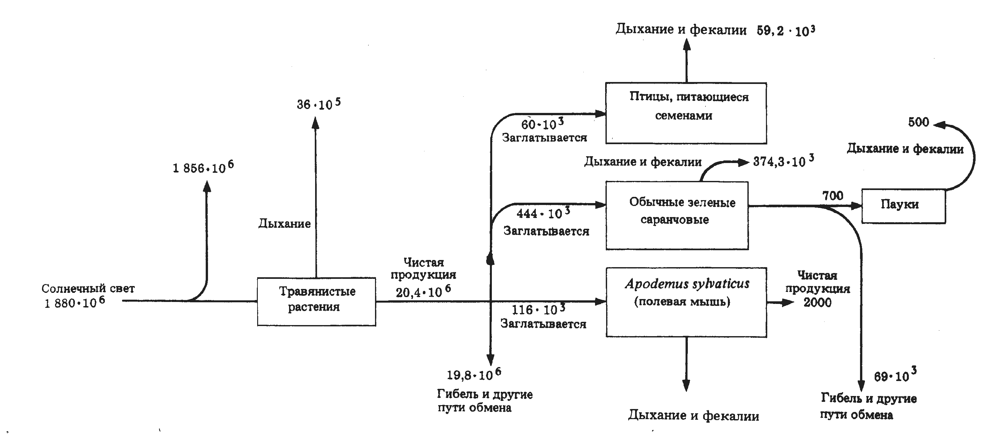 Дыхание и фекалии 59,2 · 10³
Птицы, питающиеся
семенами
36·10⁵
60·10³
Заглатывается
500
Дыхание и фекалии
Дыхание и фекалии
374,3·10³
1 856·10⁶
Обычные зеленые
саранчовые
444·10³
Заглатывается
700
Пауки
Дыхание
Чистая
продукция
20,4·10⁶
Солнечный свет
1 880·10⁶
Травянистые
растения
Apodemus sylvaticus
(полевая мышь)
116·10³
Заглатывается
Чистая
продукция
2000
19,8·10⁶
Гибель и другие
пути обмена
Дыхание и фекалии
69·10³
Гибель и другие
пути обмена